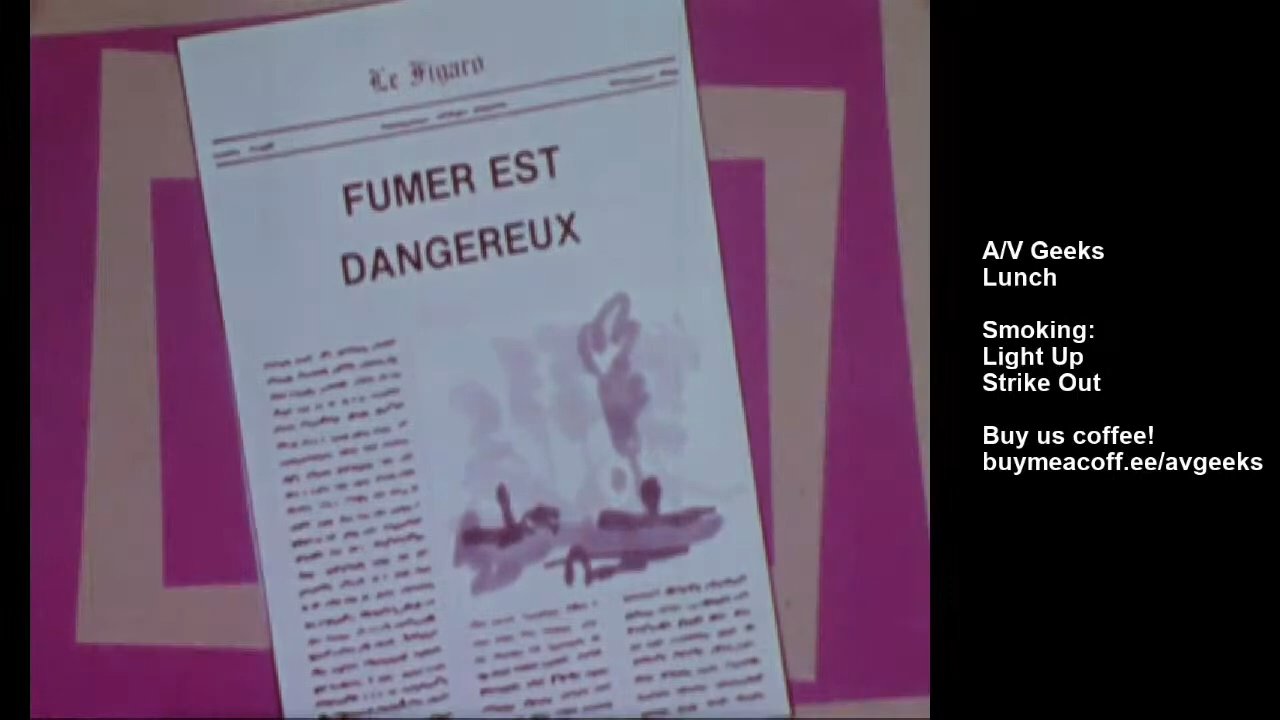 Le Figaro
FUMER EST
DANGEREUX
A/V Geeks
Lunch
Smoking:
Light Up
Strike Out
Buy us coffee!
buymeacoff.ee/avgeeks